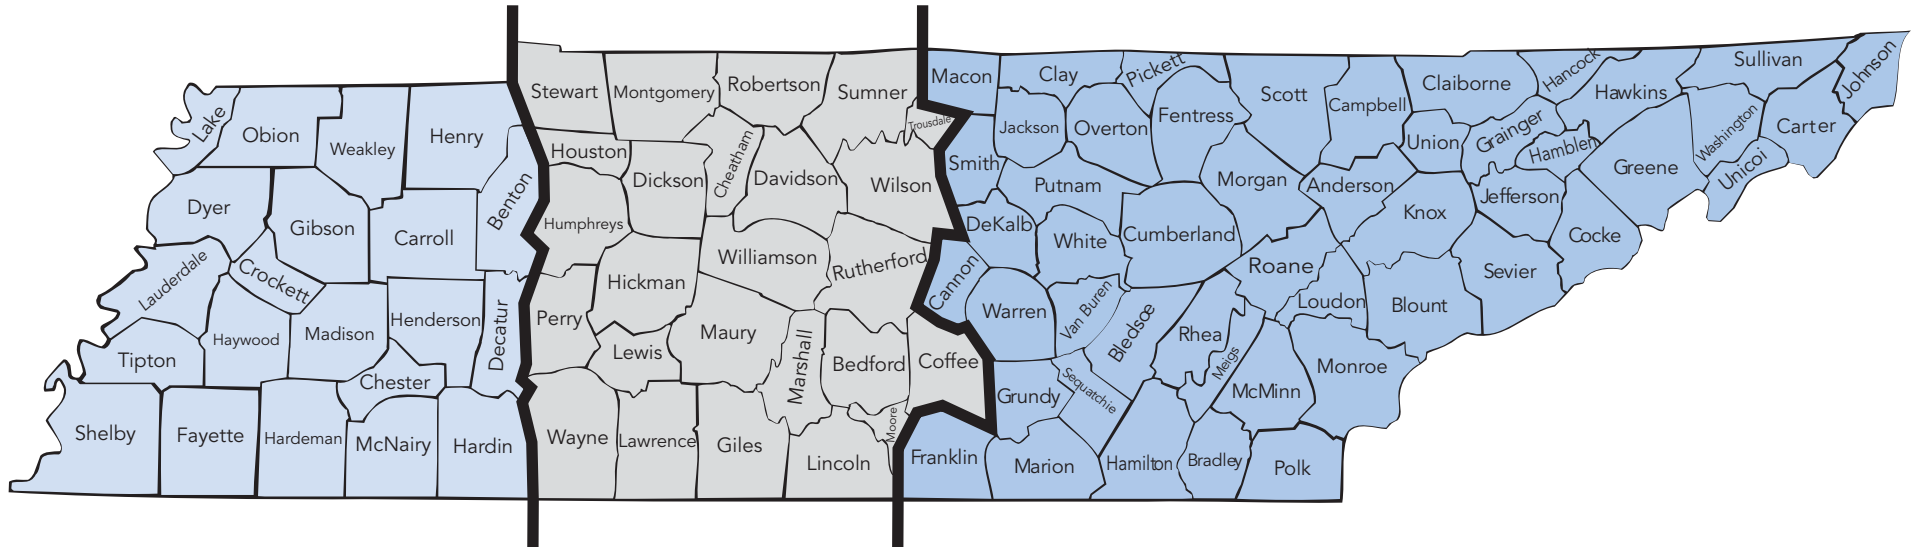 Lake
Obion
Weakley
Henry
Benton
Dyer
Gibson
Carroll
Lauderdale
Crockett
Haywood
Madison
Henderson
Decatur
Tipton
Chester
Shelby
Fayette
Hardeman
McNairy
Hardin
Stewart
Montgomery
Robertson
Sumner
Trousdale
Houston
Dickson
Cheatham
Davidson
Wilson
Humphreys
Hickman
Williamson
Rutherford
Perry
Lewis
Maury
Marshall
Bedford
Coffee
Moore
Wayne
Lawrence
Giles
Lincoln
Macon
Clay
Pickett
Scott
Campbell
Claiborne
Hancock
Hawkins
Sullivan
Johnson
Jackson
Overton
Fentress
Union
Grainger
Hamblen
Greene
Washington
Carter
Unicoi
Smith
Putnam
Morgan
Anderson
Knox
Jefferson
Cocke
DeKalb
White
Cumberland
Roane
Loudon
Blount
Sevier
Cannon
Warren
Van Buren
Bledsoe
Rhea
Meigs
McMinn
Monroe
Grundy
Sequatchie
Franklin
Marion
Hamilton
Bradley
Polk